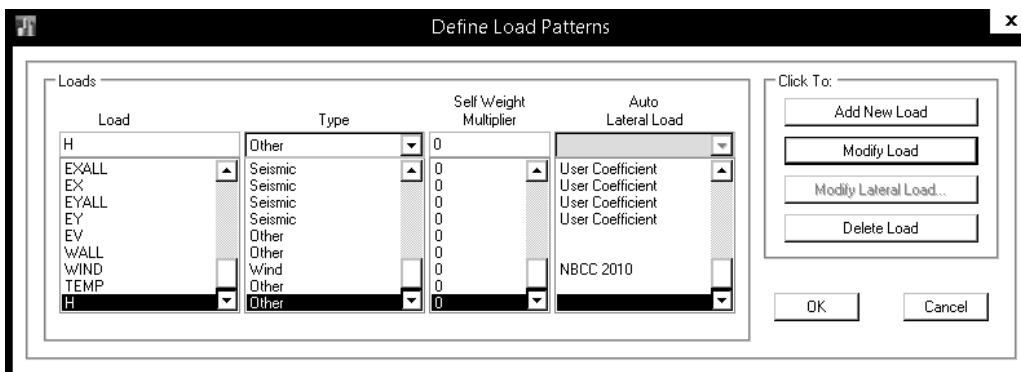 Define Load Patterns
x
Loads
Click To:
Load Type Self Weight Multiplier Auto Lateral Load
H Other 0
EXALL Seismic 0 User Coefficient
EX Seismic 0 User Coefficient
EYALL Seismic 0 User Coefficient
EY Seismic 0 User Coefficient
EV Other 0
WALL Other 0
WIND Wind 0 NBCC 2010
TEMP Other 0
H Other 0
Add New Load
Modify Load
Modify Lateral Load...
Delete Load
OK Cancel